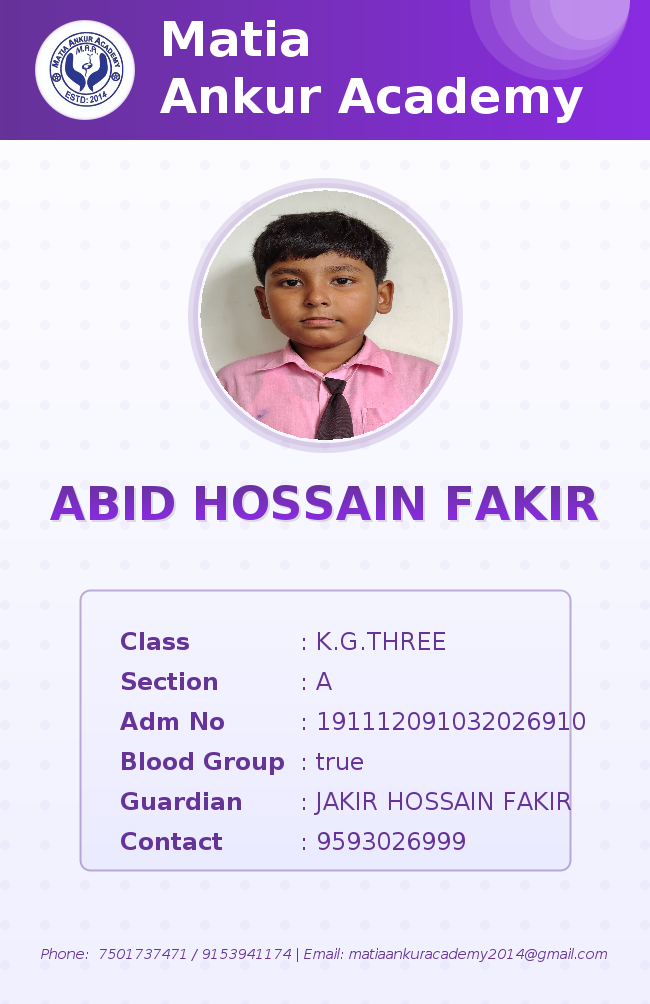 Matia
Ankur Academy
MATIA ANKUR ACADEMY
M.A.A
ESTD: 2014
ABID HOSSAIN FAKIR
Class : K.G.THREE
Section : A
Adm No : 191112091032026910
Blood Group : true
Guardian : JAKIR HOSSAIN FAKIR
Contact : 9593026999
Phone: 7501737471 / 9153941174 | Email: matiaankuracademy2014@gmail.com